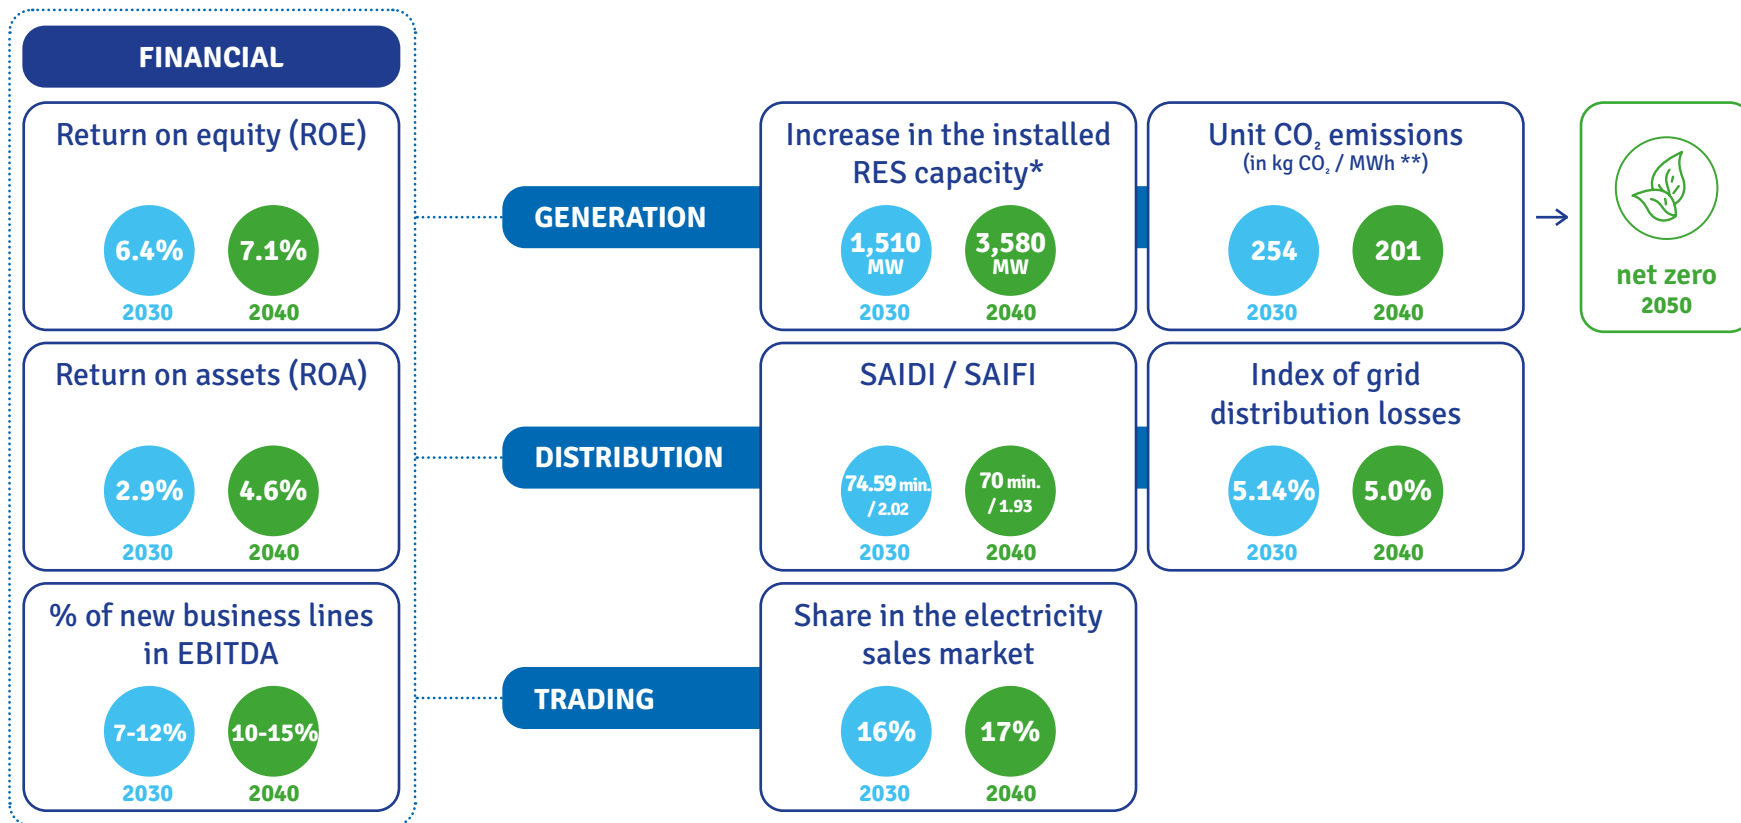 FINANCIAL
Return on equity (ROE)
6.4%
7.1%
2030
2040
Return on assets (ROA)
2.9%
4.6%
2030
2040
% of new business lines
in EBITDA
7-12%
10-15%
2030
2040
GENERATION
Increase in the installed
RES capacity*
1,510
MW
3,580
MW
2030
2040
Unit CO₂ emissions
(in kg CO₂ / MWh **)
254
201
2030
2040
net zero
2050
DISTRIBUTION
SAIDI / SAIFI
74.59 min.
/ 2.02
70 min.
/ 1.93
2030
2040
Index of grid
distribution losses
5.14%
5.0%
2030
2040
TRADING
Share in the electricity
sales market
16%
17%
2030
2040